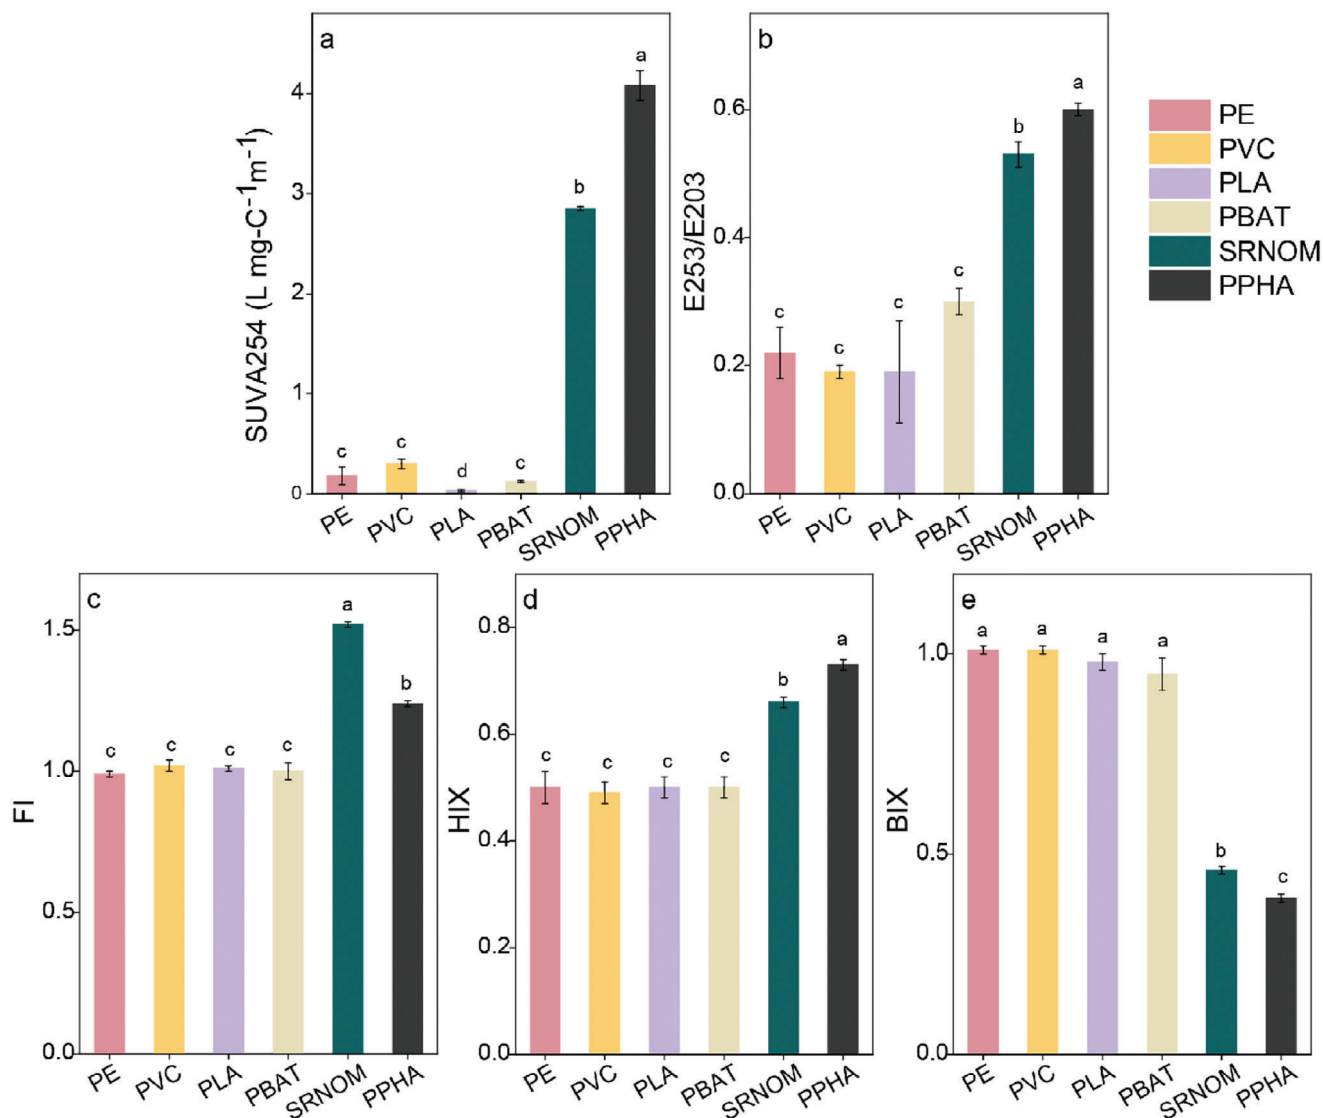 a
SUVA254 (L mg-C⁻¹m⁻¹)
4
3
2
1
0
c
c
d
c
b
a
PE
PVC
PLA
PBAT
SRNOM
PPHA
b
E253/E203
0.6
0.4
0.2
0.0
c
c
c
c
b
a
PE
PVC
PLA
PBAT
SRNOM
PPHA
PE
PVC
PLA
PBAT
SRNOM
PPHA
c
FI
1.5
1.0
0.5
0.0
c
c
c
c
a
b
PE
PVC
PLA
PBAT
SRNOM
PPHA
d
HIX
0.8
0.6
0.4
0.2
0.0
c
c
c
c
b
a
PE
PVC
PLA
PBAT
SRNOM
PPHA
e
BIX
1.0
0.5
0.0
a
a
a
a
b
c
PE
PVC
PLA
PBAT
SRNOM
PPHA